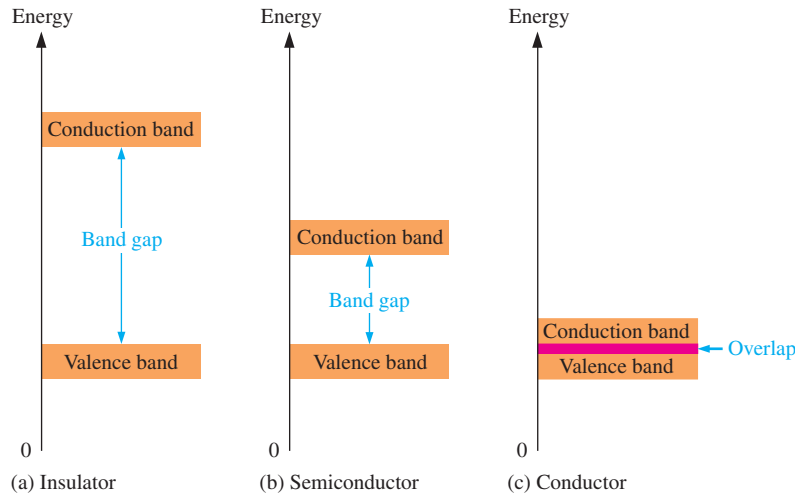 Energy
Conduction band
Band gap
Valence band
0
(a) Insulator
Energy
Conduction band
Band gap
Valence band
0
(b) Semiconductor
Energy
Conduction band
Overlap
Valence band
0
(c) Conductor